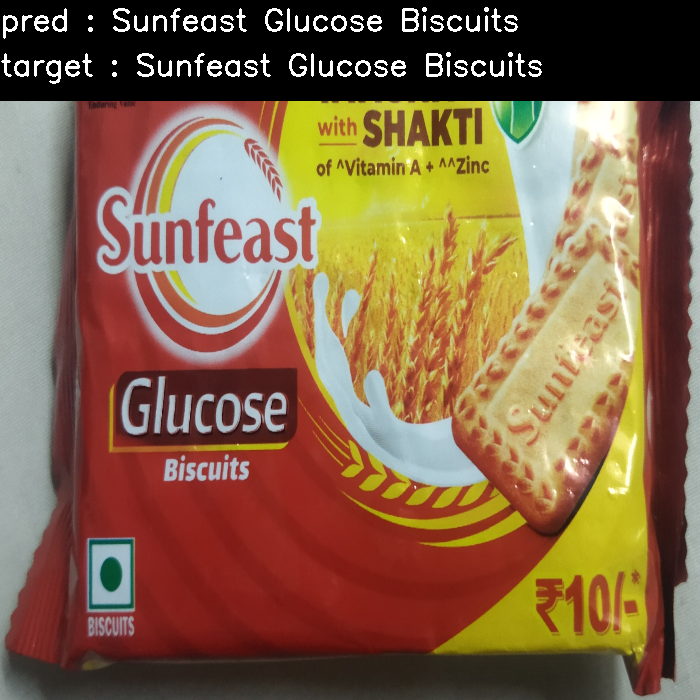 pred : Sunfeast Glucose Biscuits
target : Sunfeast Glucose Biscuits
with SHAKTI
of ^Vitamin A + ^^Zinc
Sunfeast
Sunfeast
Glucose
Biscuits
₹10/-*
BISCUITS